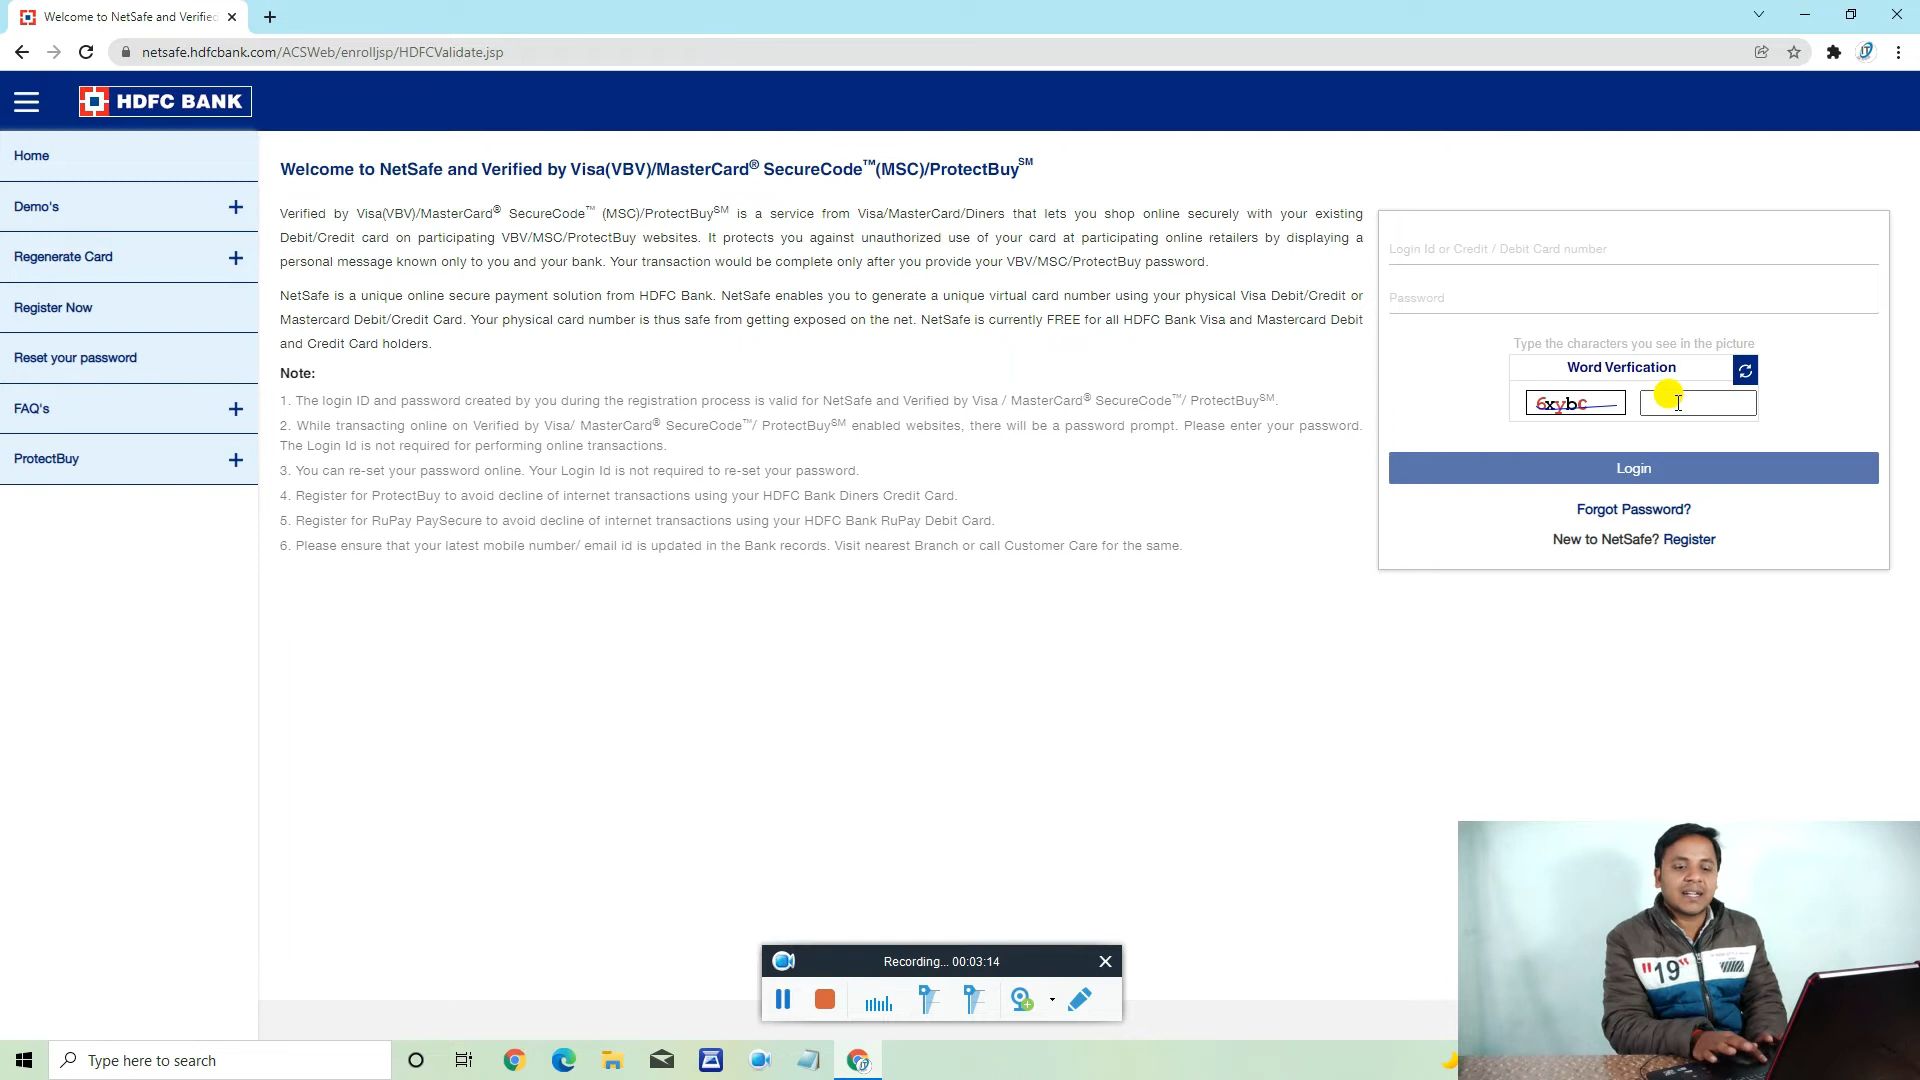 Welcome to NetSafe and Verified
netsafe.hdfcbank.com/ACSWeb/enrolljsp/HDFCValidate.jsp
HDFC BANK
Home
Demo's
Regenerate Card
Register Now
Reset your password
FAQ's
ProtectBuy
Welcome to NetSafe and Verified by Visa(VBV)/MasterCard® SecureCode™(MSC)/ProtectBuySM
Verified by Visa(VBV)/MasterCard® SecureCode™ (MSC)/ProtectBuySM is a service from Visa/MasterCard/Diners that lets you shop online securely with your existing
Debit/Credit card on participating VBV/MSC/ProtectBuy websites. It protects you against unauthorized use of your card at participating online retailers by displaying a
personal message known only to you and your bank. Your transaction would be complete only after you provide your VBV/MSC/ProtectBuy password.
NetSafe is a unique online secure payment solution from HDFC Bank. NetSafe enables you to generate a unique virtual card number using your physical Visa Debit/Credit or
Mastercard Debit/Credit Card. Your physical card number is thus safe from getting exposed on the net. NetSafe is currently FREE for all HDFC Bank Visa and Mastercard Debit
and Credit Card holders.
Note:
1. The login ID and password created by you during the registration process is valid for NetSafe and Verified by Visa / MasterCard® SecureCode™/ ProtectBuySM.
2. While transacting online on Verified by Visa/ MasterCard® SecureCode™/ ProtectBuySM enabled websites, there will be a password prompt. Please enter your password.
The Login Id is not required for performing online transactions.
3. You can re-set your password online. Your Login Id is not required to re-set your password.
4. Register for ProtectBuy to avoid decline of internet transactions using your HDFC Bank Diners Credit Card.
5. Register for RuPay PaySecure to avoid decline of internet transactions using your HDFC Bank RuPay Debit Card.
6. Please ensure that your latest mobile number/ email id is updated in the Bank records. Visit nearest Branch or call Customer Care for the same.
Login Id or Credit / Debit Card number
Password
Type the characters you see in the picture
Word Verfication
6xybc
Login
Forgot Password?
New to NetSafe? Register
Recording... 00:03:14
"19"
Type here to search